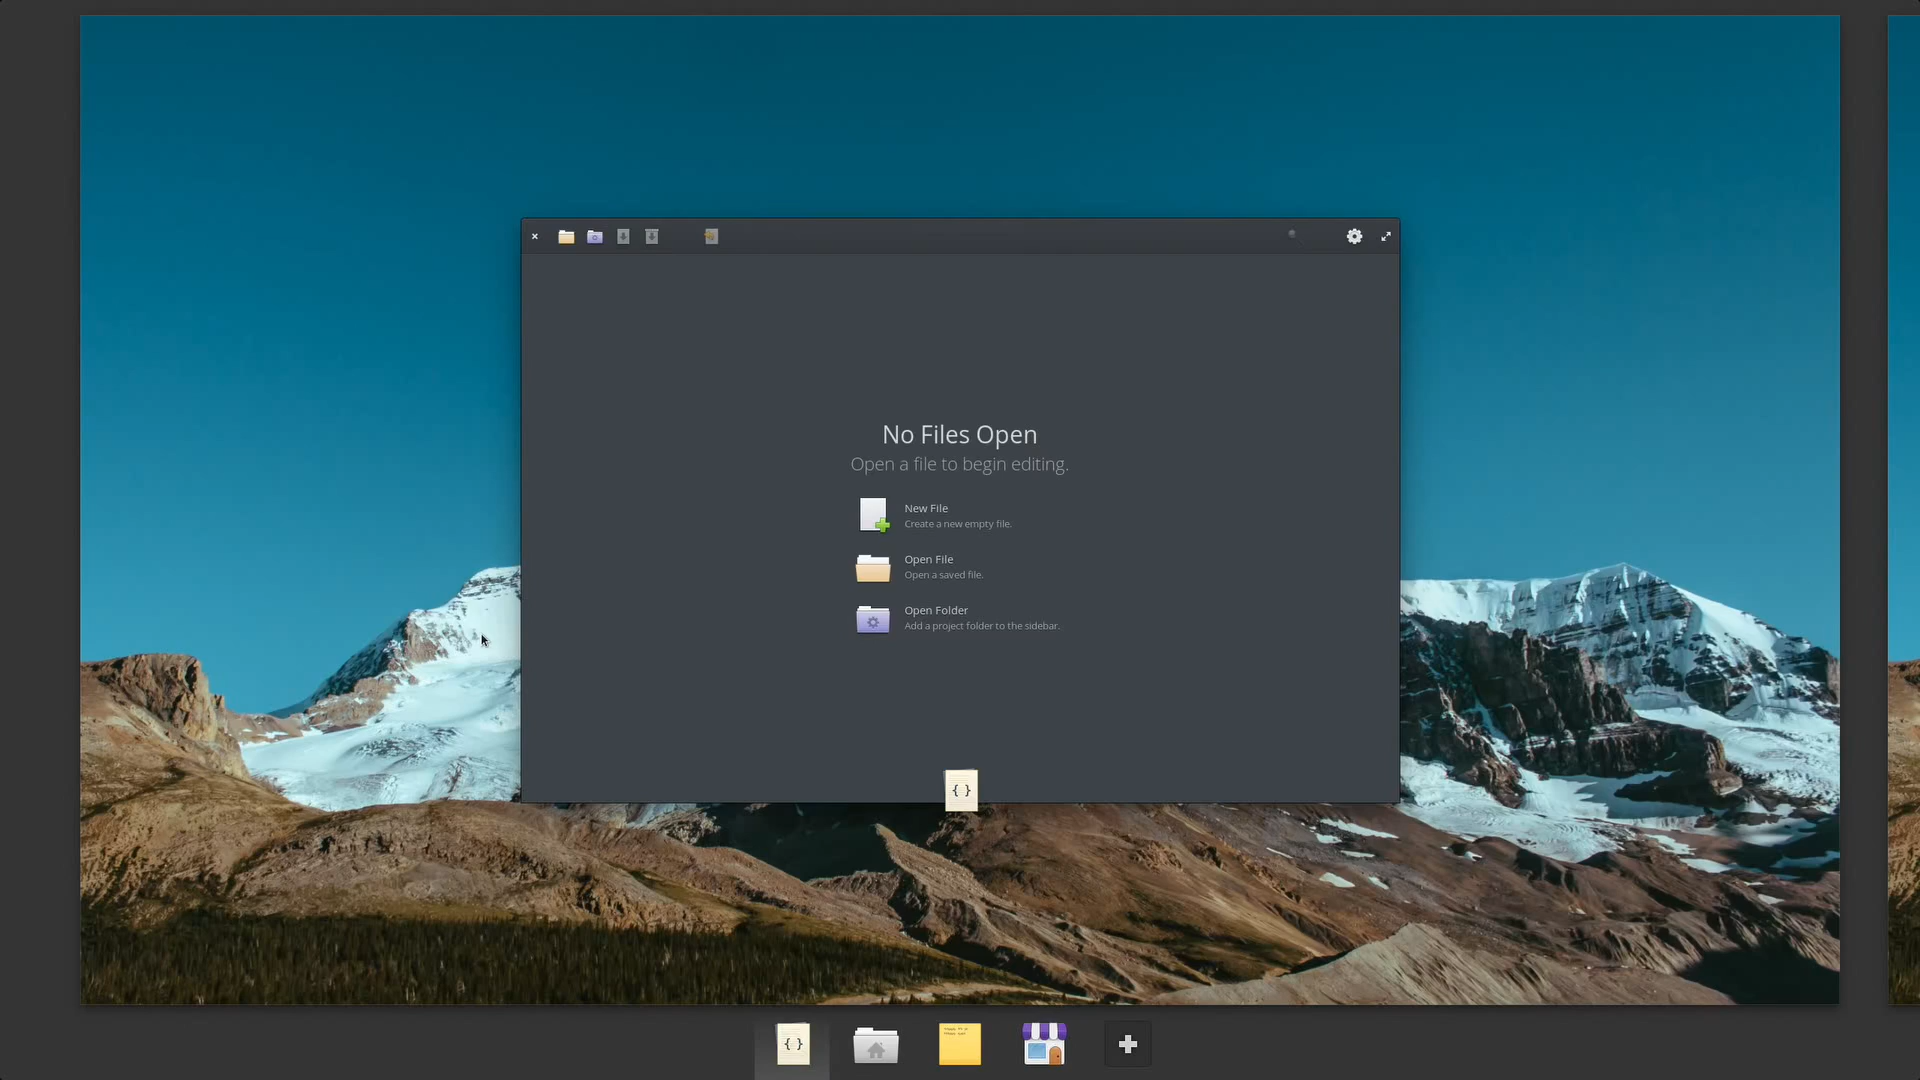 No Files Open
Open a file to begin editing.
New File
Create a new empty file.
Open File
Open a saved file.
Open Folder
Add a project folder to the sidebar.
{ }
{ }